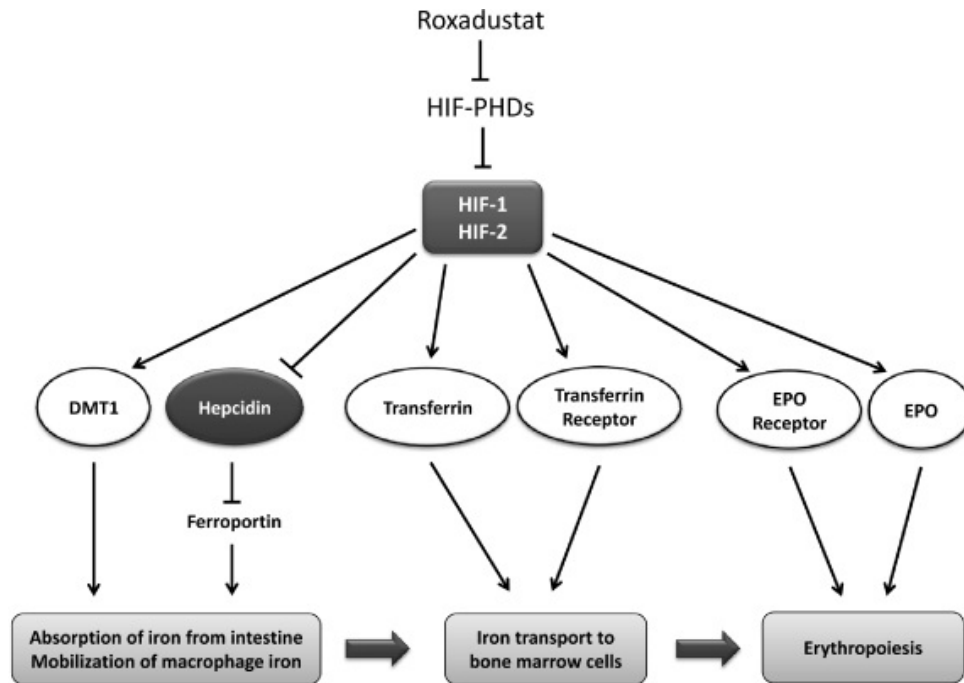 Roxadustat
HIF-PHDs
HIF-1
HIF-2
DMT1
Hepcidin
Transferrin
Transferrin
Receptor
EPO
Receptor
EPO
Ferroportin
Absorption of iron from intestine
Mobilization of macrophage iron
Iron transport to
bone marrow cells
Erythropoiesis